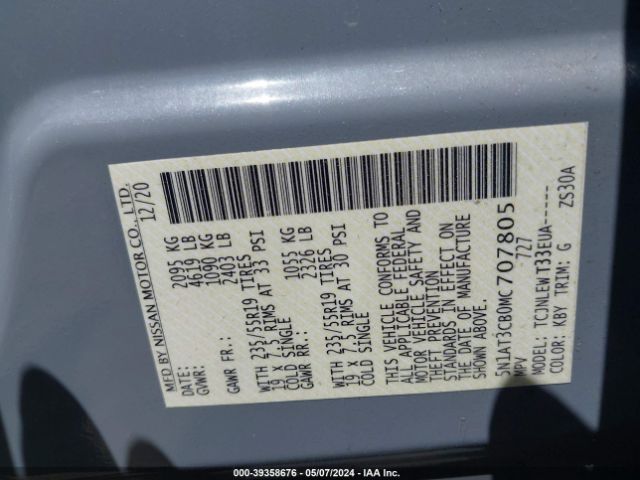 MFD BY NISSAN MOTOR CO., LTD.
DATE: 12/20
GVWR: 2095 KG
4619 LB
GAWR FR.: 1090 KG
2403 LB
WITH 235/55R19 TIRES
19 X 7.5 RIMS AT 33 PSI
COLD SINGLE
GAWR RR.: 1055 KG
2326 LB
WITH 235/55R19 TIRES
19 X 7.5 RIMS AT 30 PSI
COLD SINGLE
THIS VEHICLE CONFORMS TO
ALL APPLICABLE FEDERAL
MOTOR VEHICLE SAFETY AND
THEFT PREVENTION
STANDARDS IN EFFECT ON
THE DATE OF MANUFACTURE
SHOWN ABOVE.
5N1AT3CB0MC707805
MPV 727
MODEL: TCJNLEWT33EUA-----
COLOR: KBY TRIM: G ZS30A
000-39358676 - 05/07/2024 - IAA Inc.